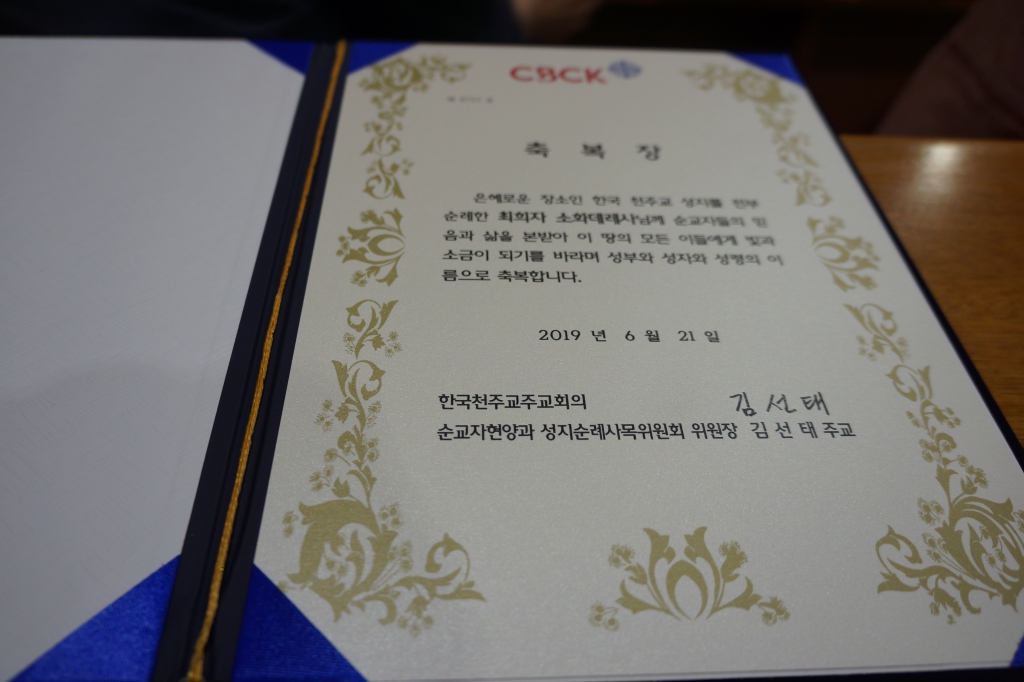 CBCK
축 복 장
은혜로운 장소인 한국 천주교 성지를 전부
순례한 최희자 소화데레사님께 순교자들의 믿
음과 삶을 본받아 이 땅의 모든 이들에게 빛과
소금이 되기를 바라며 성부와 성자와 성령의 이
름으로 축복합니다.
2019 년 6 월 21 일
한국천주교주교회의 김선태
순교자현양과 성지순례사목위원회 위원장 김 선 태 주교